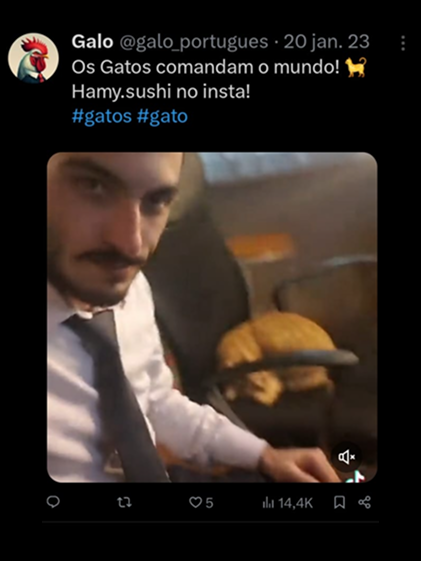 Galo @galo_portugues · 20 jan. 23
Os Gatos comandam o mundo! 🐈
Hamy.sushi no insta!
#gatos #gato
5 14,4K